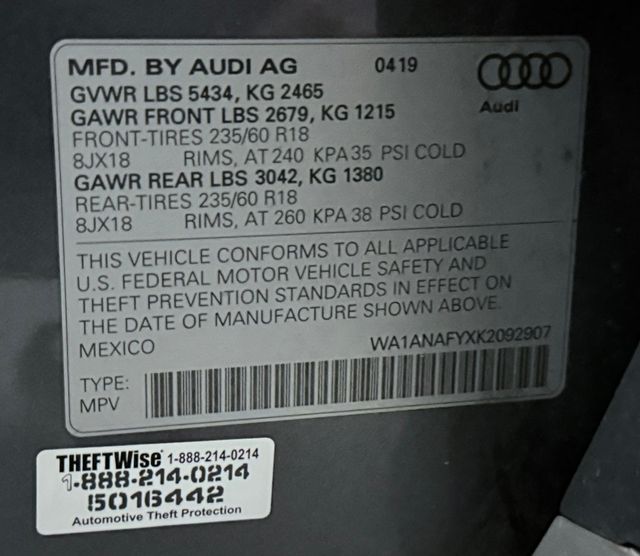 MFD. BY AUDI AG 0419
Audi
GVWR LBS 5434, KG 2465
GAWR FRONT LBS 2679, KG 1215
FRONT-TIRES 235/60 R18
8JX18 RIMS, AT 240 KPA 35 PSI COLD
GAWR REAR LBS 3042, KG 1380
REAR-TIRES 235/60 R18
8JX18 RIMS, AT 260 KPA 38 PSI COLD
THIS VEHICLE CONFORMS TO ALL APPLICABLE
U.S. FEDERAL MOTOR VEHICLE SAFETY AND
THEFT PREVENTION STANDARDS IN EFFECT ON
THE DATE OF MANUFACTURE SHOWN ABOVE.
MEXICO WA1ANAFYXK2092907
TYPE:
MPV
THEFTWise 1-888-214-0214
1-888-214-0214
15016442
Automotive Theft Protection